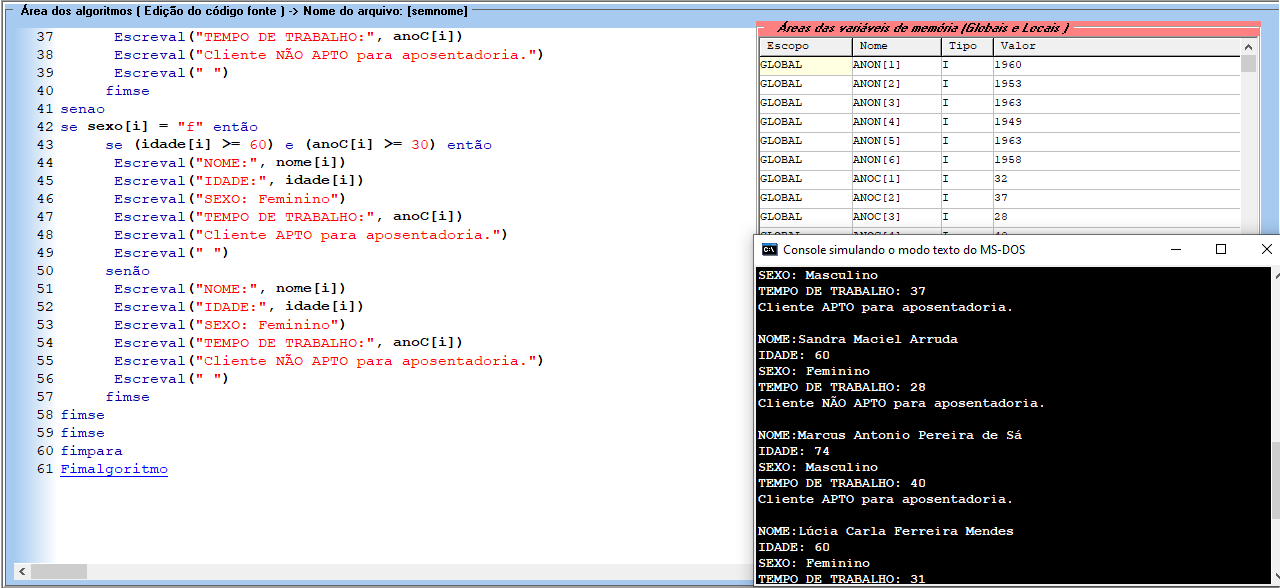 Área dos algoritmos ( Edição do código fonte ) -> Nome do arquivo: [semnome]
37 Escreval("TEMPO DE TRABALHO:", anoC[i])
38 Escreval("Cliente NÃO APTO para aposentadoria.")
39 Escreval(" ")
40 fimse
41 senao
42 se sexo[i] = "f" então
43 se (idade[i] >= 60) e (anoC[i] >= 30) então
44 Escreval("NOME:", nome[i])
45 Escreval("IDADE:", idade[i])
46 Escreval("SEXO: Feminino")
47 Escreval("TEMPO DE TRABALHO:", anoC[i])
48 Escreval("Cliente APTO para aposentadoria.")
49 Escreval(" ")
50 senão
51 Escreval("NOME:", nome[i])
52 Escreval("IDADE:", idade[i])
53 Escreval("SEXO: Feminino")
54 Escreval("TEMPO DE TRABALHO:", anoC[i])
55 Escreval("Cliente NÃO APTO para aposentadoria.")
56 Escreval(" ")
57 fimse
58 fimse
59 fimse
60 fimpara
61 Fimalgoritmo
Áreas das variáveis de memória (Globais e Locais )
Escopo Nome Tipo Valor
GLOBAL ANON[1] I 1960
GLOBAL ANON[2] I 1953
GLOBAL ANON[3] I 1963
GLOBAL ANON[4] I 1949
GLOBAL ANON[5] I 1963
GLOBAL ANON[6] I 1958
GLOBAL ANOC[1] I 32
GLOBAL ANOC[2] I 37
GLOBAL ANOC[3] I 28
Console simulando o modo texto do MS-DOS
SEXO: Masculino
TEMPO DE TRABALHO: 37
Cliente APTO para aposentadoria.
NOME:Sandra Maciel Arruda
IDADE: 60
SEXO: Feminino
TEMPO DE TRABALHO: 28
Cliente NÃO APTO para aposentadoria.
NOME:Marcus Antonio Pereira de Sá
IDADE: 74
SEXO: Masculino
TEMPO DE TRABALHO: 40
Cliente APTO para aposentadoria.
NOME:Lúcia Carla Ferreira Mendes
IDADE: 60
SEXO: Feminino
TEMPO DE TRABALHO: 31